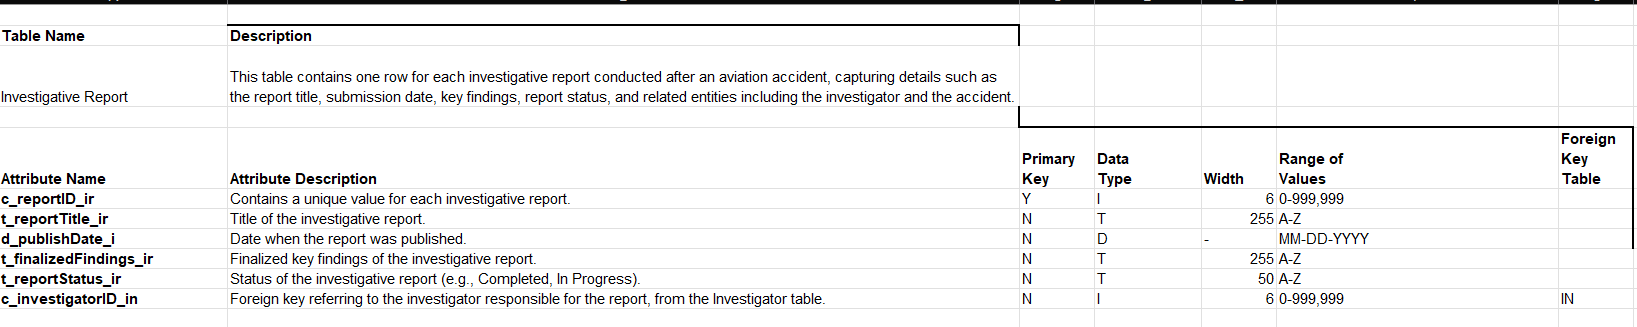 Table Name Description
This table contains one row for each investigative report conducted after an aviation accident, capturing details such as
Investigative Report the report title, submission date, key findings, report status, and related entities including the investigator and the accident.
Foreign
Primary Data Range of Key
Attribute Name Attribute Description Key Type Width Values Table
c_reportID_ir Contains a unique value for each investigative report. Y I 6 0-999,999
t_reportTitle_ir Title of the investigative report. N T 255 A-Z
d_publishDate_i Date when the report was published. N D - MM-DD-YYYY
t_finalizedFindings_ir Finalized key findings of the investigative report. N T 255 A-Z
t_reportStatus_ir Status of the investigative report (e.g., Completed, In Progress). N T 50 A-Z
c_investigatorID_in Foreign key referring to the investigator responsible for the report, from the Investigator table. N I 6 0-999,999 IN